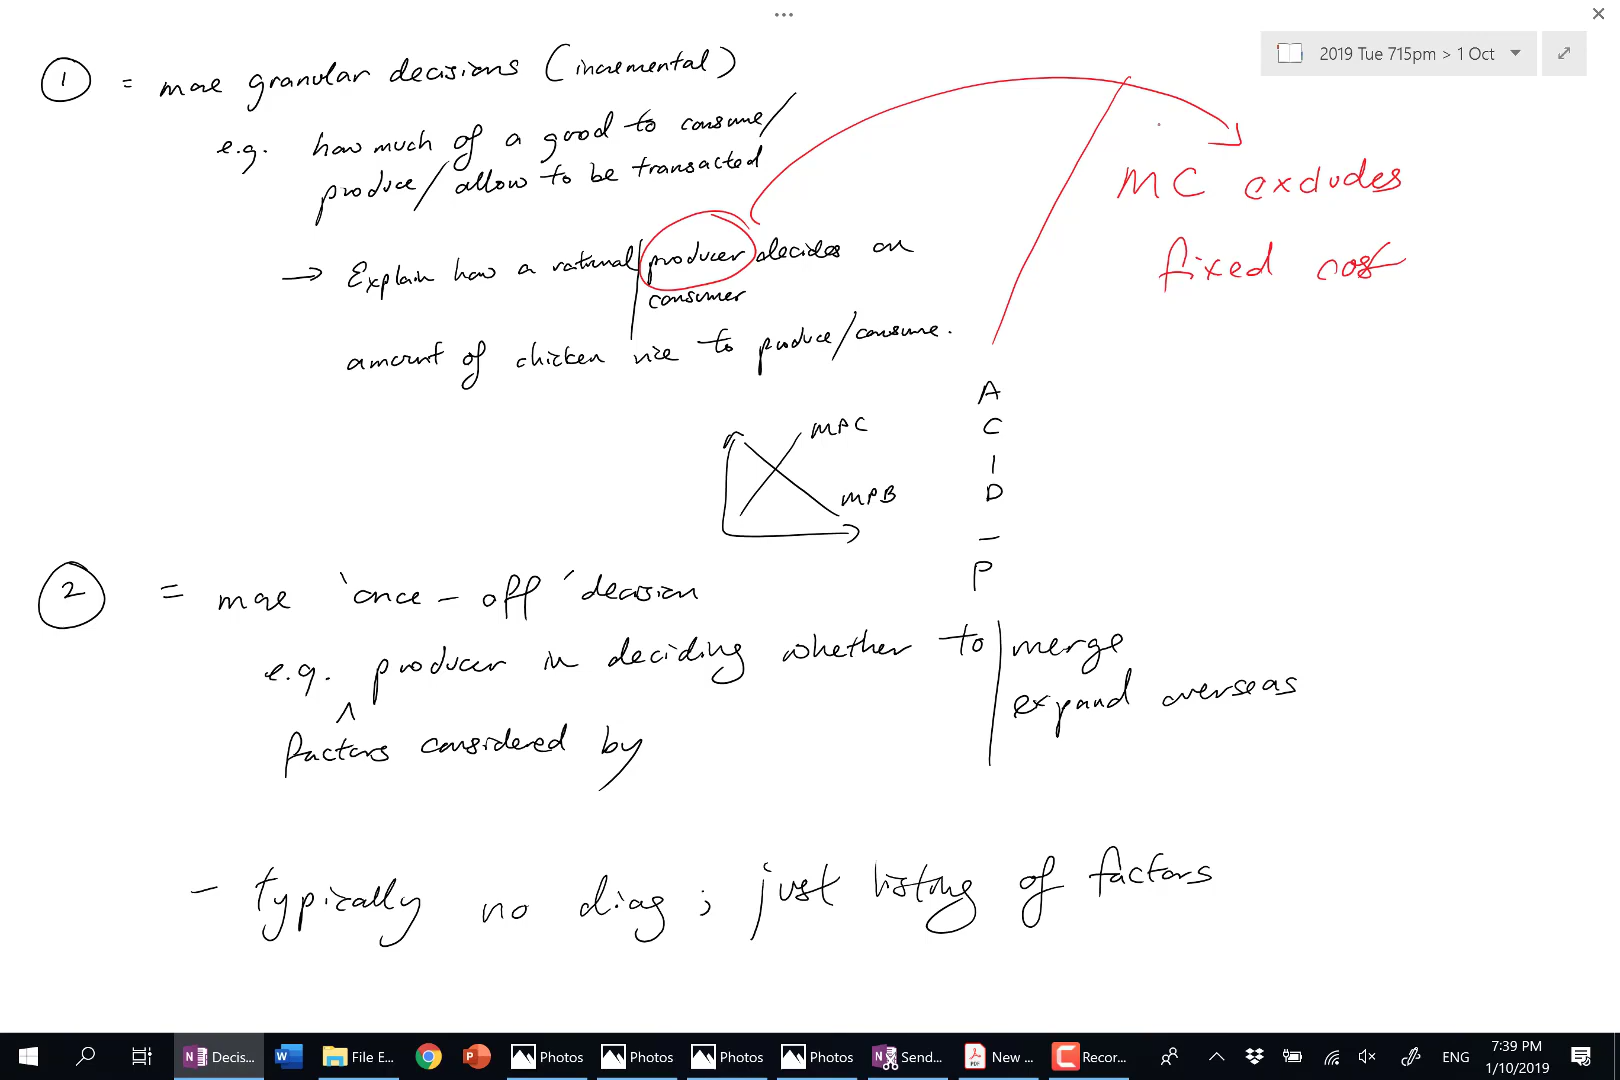 2019 Tue 715pm > 1 Oct
1 = more granular decisions (incremental)
e.g. how much of a good to consume/
produce/allow to be transacted
→ Explain how a rational producer decides on
consumer
amount of chicken rice to produce/consume.
MC excludes
fixed cost
MPC
MPB
A
C
I
D
–
P
2 = more 'once-off' decision
e.g. producer in deciding whether to merge
expand overseas
^
factors considered by
- typically no diag; just listing of factors
Decis...
File E...
Photos
Photos
Photos
Photos
Send...
New ...
Recor...
ENG
7:39 PM
1/10/2019